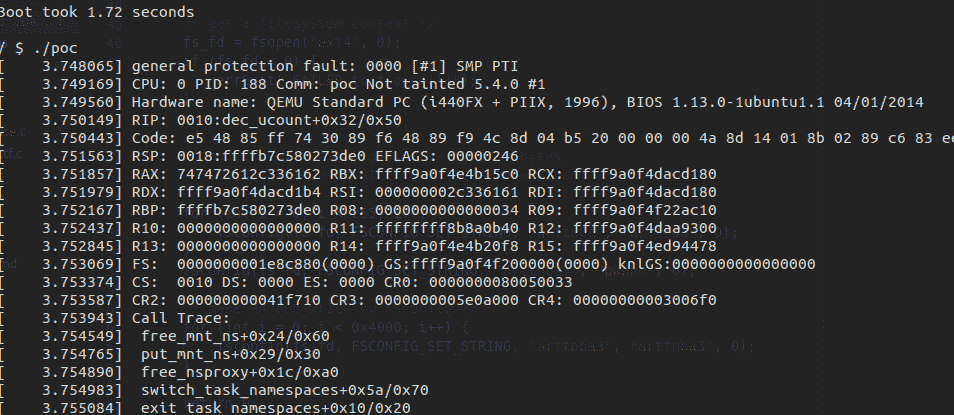 Boot took 1.72 seconds
/ $ ./poc
[    3.748065] general protection fault: 0000 [#1] SMP PTI
[    3.749169] CPU: 0 PID: 188 Comm: poc Not tainted 5.4.0 #1
[    3.749560] Hardware name: QEMU Standard PC (i440FX + PIIX, 1996), BIOS 1.13.0-1ubuntu1.1 04/01/2014
[    3.750149] RIP: 0010:dec_ucount+0x32/0x50
[    3.750443] Code: e5 48 85 ff 74 30 89 f6 48 89 f9 4c 8d 04 b5 20 00 00 00 4a 8d 14 01 8b 02 89 c6 83 ee
[    3.751563] RSP: 0018:ffffb7c580273de0 EFLAGS: 00000246
[    3.751857] RAX: 747472612c336162 RBX: ffff9a0f4e4b15c0 RCX: ffff9a0f4dacd180
[    3.751979] RDX: ffff9a0f4dacd1b4 RSI: 000000002c336161 RDI: ffff9a0f4dacd180
[    3.752167] RBP: ffffb7c580273de0 R08: 0000000000000034 R09: ffff9a0f4f22ac10
[    3.752437] R10: 0000000000000000 R11: ffffffff8b8a0b40 R12: ffff9a0f4daa9300
[    3.752845] R13: 0000000000000000 R14: ffff9a0f4e4b20f8 R15: ffff9a0f4ed94478
[    3.753069] FS:  0000000001e8c880(0000) GS:ffff9a0f4f200000(0000) knlGS:0000000000000000
[    3.753374] CS:  0010 DS: 0000 ES: 0000 CR0: 0000000080050033
[    3.753587] CR2: 000000000041f710 CR3: 0000000005e0a000 CR4: 00000000003006f0
[    3.753943] Call Trace:
[    3.754549]  free_mnt_ns+0x24/0x60
[    3.754765]  put_mnt_ns+0x29/0x30
[    3.754890]  free_nsproxy+0x1c/0xa0
[    3.754983]  switch_task_namespaces+0x5a/0x70
[    3.755084]  exit_task_namespaces+0x10/0x20